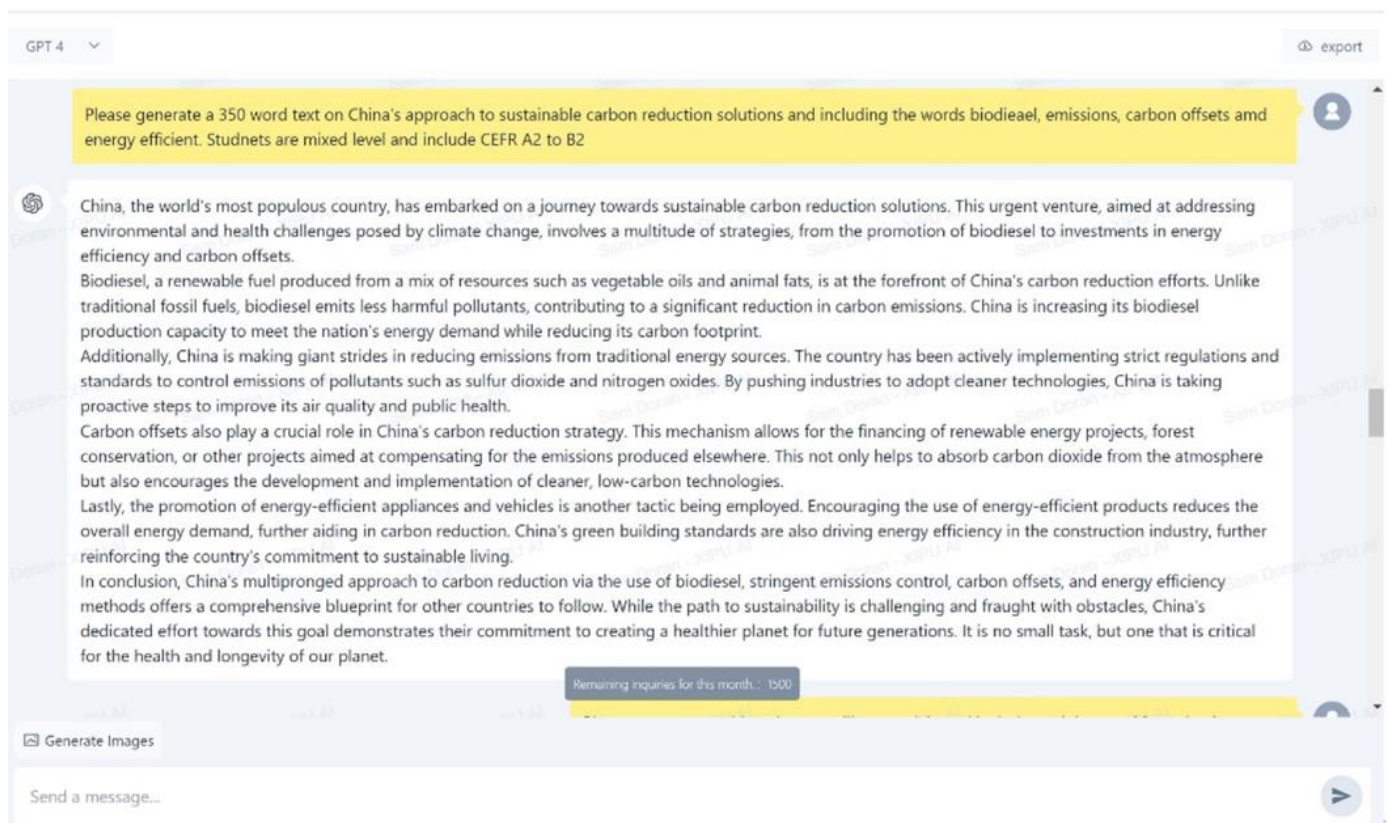 GPT 4
export
Please generate a 350 word text on China's approach to sustainable carbon reduction solutions and including the words biodieael, emissions, carbon offsets amd
energy efficient. Studnets are mixed level and include CEFR A2 to B2
China, the world's most populous country, has embarked on a journey towards sustainable carbon reduction solutions. This urgent venture, aimed at addressing
environmental and health challenges posed by climate change, involves a multitude of strategies, from the promotion of biodiesel to investments in energy
efficiency and carbon offsets.
Biodiesel, a renewable fuel produced from a mix of resources such as vegetable oils and animal fats, is at the forefront of China's carbon reduction efforts. Unlike
traditional fossil fuels, biodiesel emits less harmful pollutants, contributing to a significant reduction in carbon emissions. China is increasing its biodiesel
production capacity to meet the nation's energy demand while reducing its carbon footprint.
Additionally, China is making giant strides in reducing emissions from traditional energy sources. The country has been actively implementing strict regulations and
standards to control emissions of pollutants such as sulfur dioxide and nitrogen oxides. By pushing industries to adopt cleaner technologies, China is taking
proactive steps to improve its air quality and public health.
Carbon offsets also play a crucial role in China's carbon reduction strategy. This mechanism allows for the financing of renewable energy projects, forest
conservation, or other projects aimed at compensating for the emissions produced elsewhere. This not only helps to absorb carbon dioxide from the atmosphere
but also encourages the development and implementation of cleaner, low-carbon technologies.
Lastly, the promotion of energy-efficient appliances and vehicles is another tactic being employed. Encouraging the use of energy-efficient products reduces the
overall energy demand, further aiding in carbon reduction. China's green building standards are also driving energy efficiency in the construction industry, further
reinforcing the country's commitment to sustainable living.
In conclusion, China's multipronged approach to carbon reduction via the use of biodiesel, stringent emissions control, carbon offsets, and energy efficiency
methods offers a comprehensive blueprint for other countries to follow. While the path to sustainability is challenging and fraught with obstacles, China's
dedicated effort towards this goal demonstrates their commitment to creating a healthier planet for future generations. It is no small task, but one that is critical
for the health and longevity of our planet.
Remaining inquiries for this month.: 1500
Generate Images
Send a message...